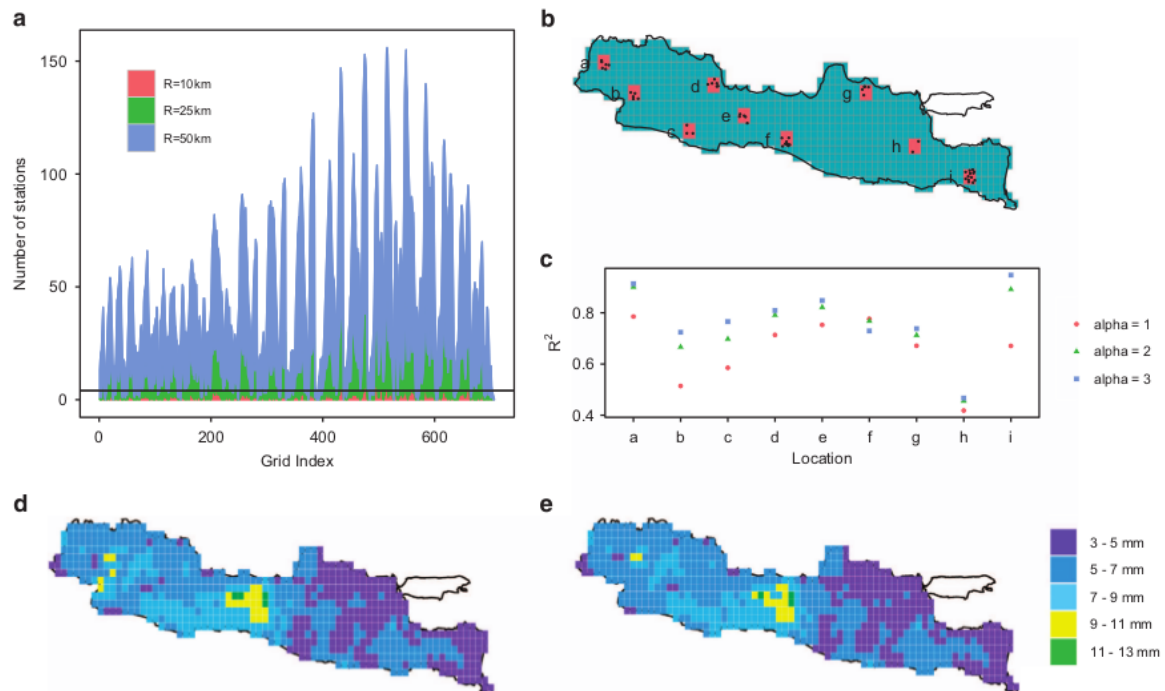 a
150
100
50
0
Number of stations
R=10km
R=25km
R=50km
0 200 400 600
Grid Index
b
a
b
c
d
e
f
g
h
i
c
0.8
0.6
0.4
R²
a b c d e f g h i
Location
alpha = 1
alpha = 2
alpha = 3
d
e
3 - 5 mm
5 - 7 mm
7 - 9 mm
9 - 11 mm
11 - 13 mm